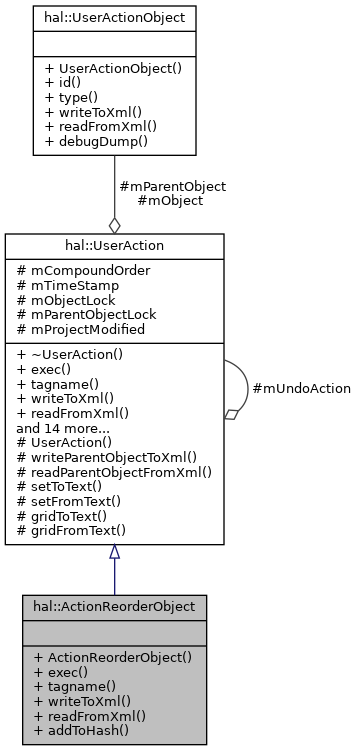 hal::UserActionObject
+ UserActionObject()
+ id()
+ type()
+ writeToXml()
+ readFromXml()
+ debugDump()
#mParentObject
#mObject
hal::UserAction
# mCompoundOrder
# mTimeStamp
# mObjectLock
# mParentObjectLock
# mProjectModified
+ ~UserAction()
+ exec()
+ tagname()
+ writeToXml()
+ readFromXml()
and 14 more...
# UserAction()
# writeParentObjectToXml()
# readParentObjectFromXml()
# setToText()
# setFromText()
# gridToText()
# gridFromText()
#mUndoAction
hal::ActionReorderObject
+ ActionReorderObject()
+ exec()
+ tagname()
+ writeToXml()
+ readFromXml()
+ addToHash()